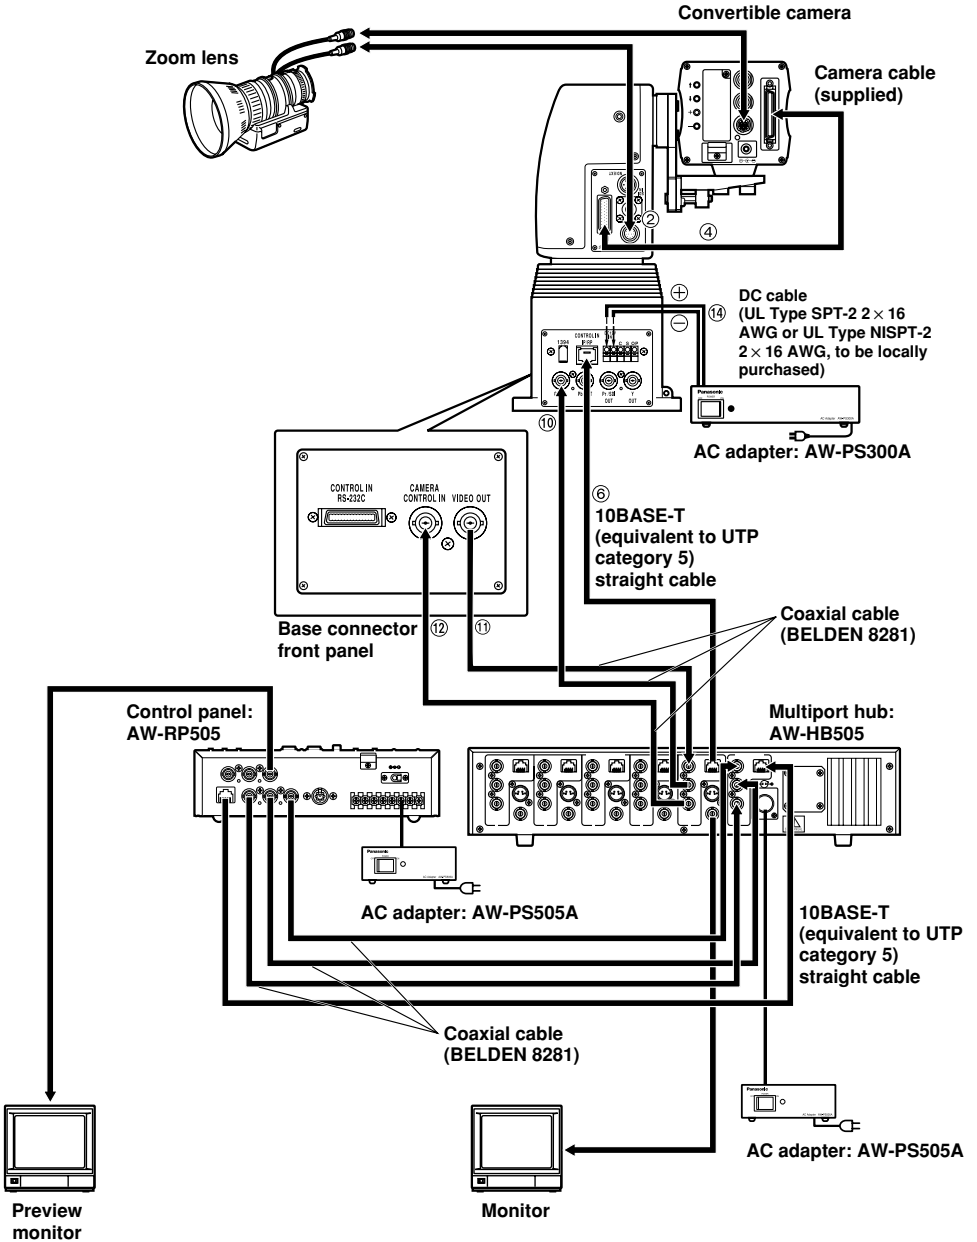 Convertible camera
Zoom lens
Camera cable
(supplied)
②
④
⊕
⊖
⑭
DC cable
(UL Type SPT-2 2 × 16
AWG or UL Type NISPT-2
2 × 16 AWG, to be locally
purchased)
CONTROL IN
1394
IP/RP
OUT
Y
OUT
Panasonic
AC adapter: AW-PS300A
⑩
⑥
10BASE-T
(equivalent to UTP
category 5)
straight cable
CONTROL IN
RS-232C
CAMERA
CONTROL IN
VIDEO OUT
Base connector
front panel
⑫
⑪
Coaxial cable
(BELDEN 8281)
Control panel:
AW-RP505
Multiport hub:
AW-HB505
Panasonic
AC adapter: AW-PS505A
10BASE-T
(equivalent to UTP
category 5)
straight cable
Coaxial cable
(BELDEN 8281)
Panasonic
AC adapter: AW-PS505A
Preview
monitor
Monitor